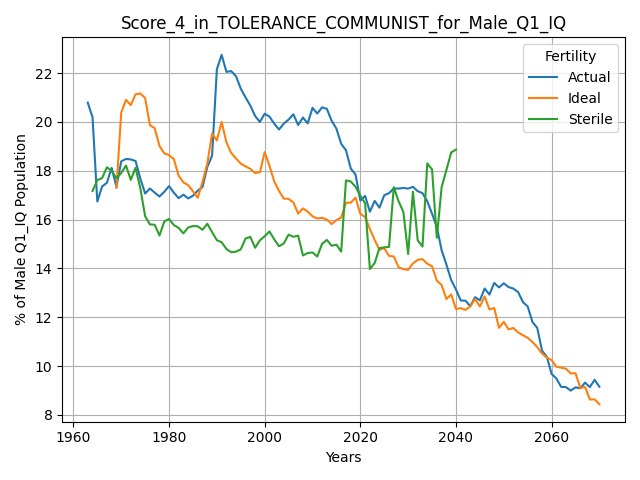 Score_4_in_TOLERANCE_COMMUNIST_for_Male_Q1_IQ
% of Male Q1_IQ Population
22
20
18
16
14
12
10
8
1960
1980
2000
2020
2040
2060
Years
Fertility
Actual
Ideal
Sterile